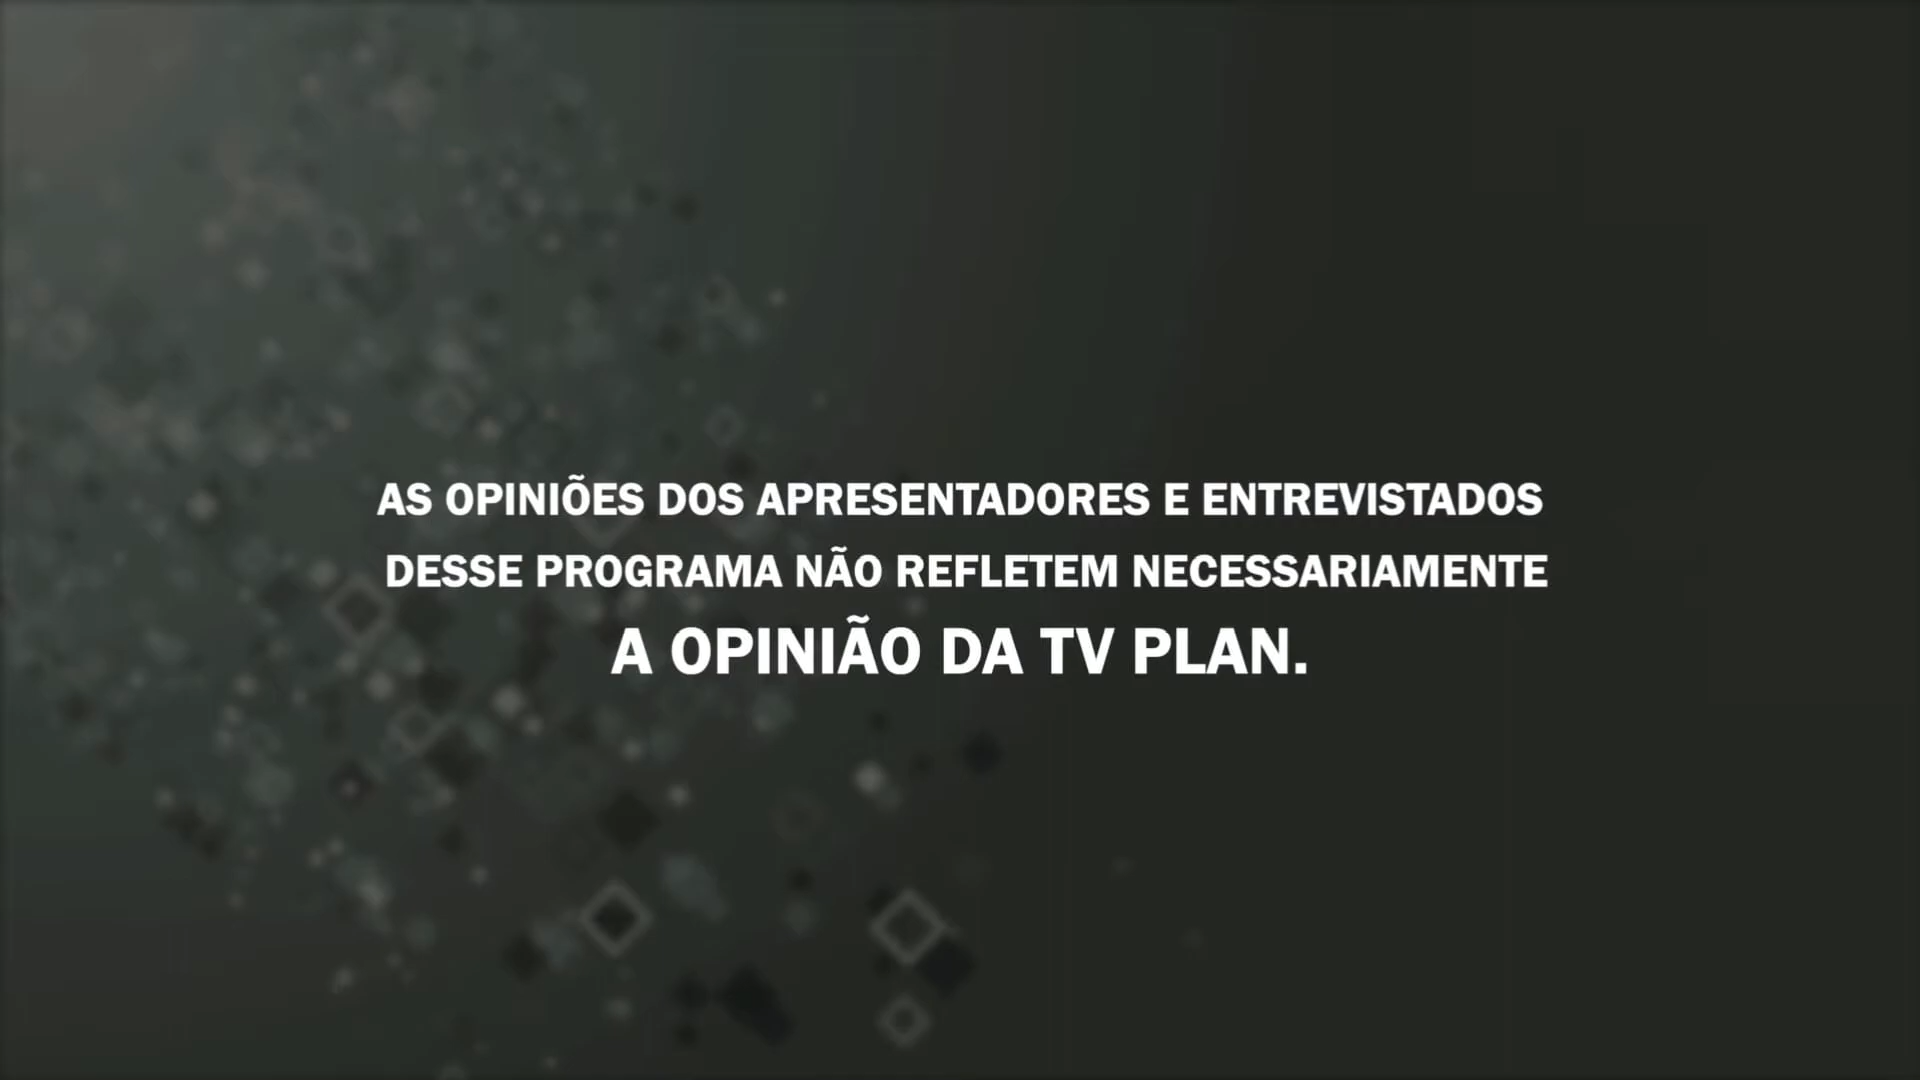 AS OPINIÕES DOS APRESENTADORES E ENTREVISTADOS
DESSE PROGRAMA NÃO REFLETEM NECESSARIAMENTE
A OPINIÃO DA TV PLAN.